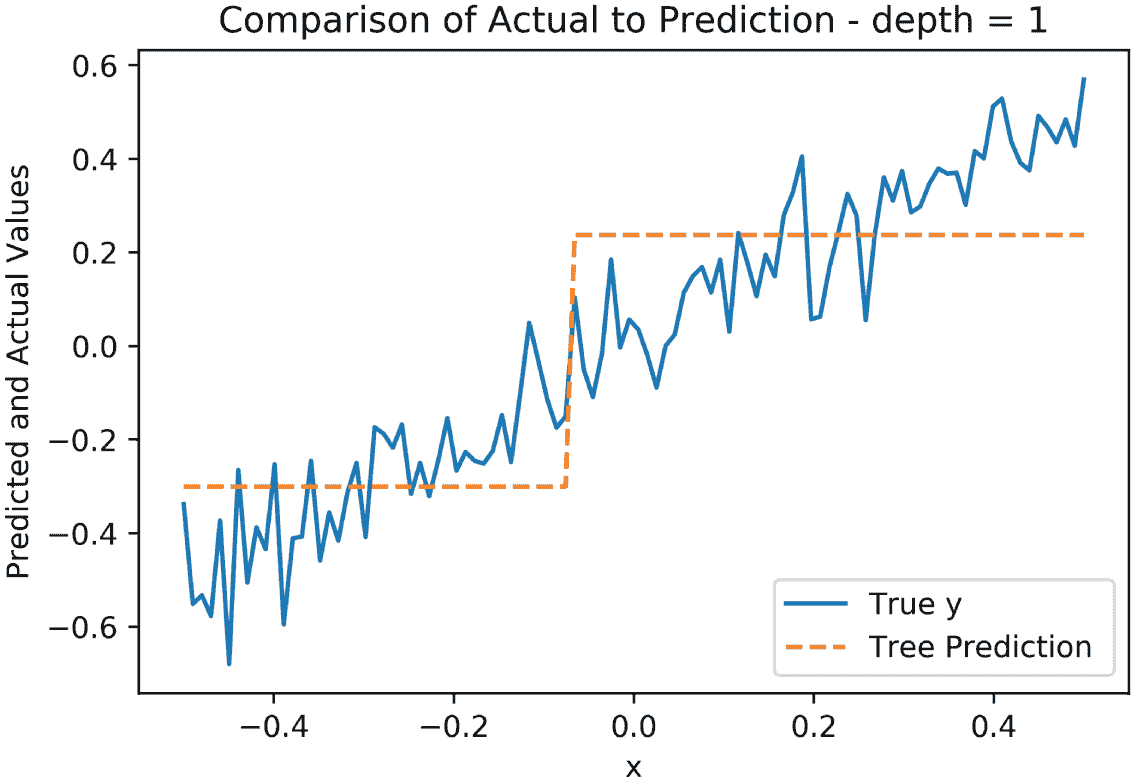 Comparison of Actual to Prediction - depth = 1
Predicted and Actual Values
0.6
0.4
0.2
0.0
−0.2
−0.4
−0.6
True y
Tree Prediction
−0.4 −0.2 0.0 0.2 0.4
x